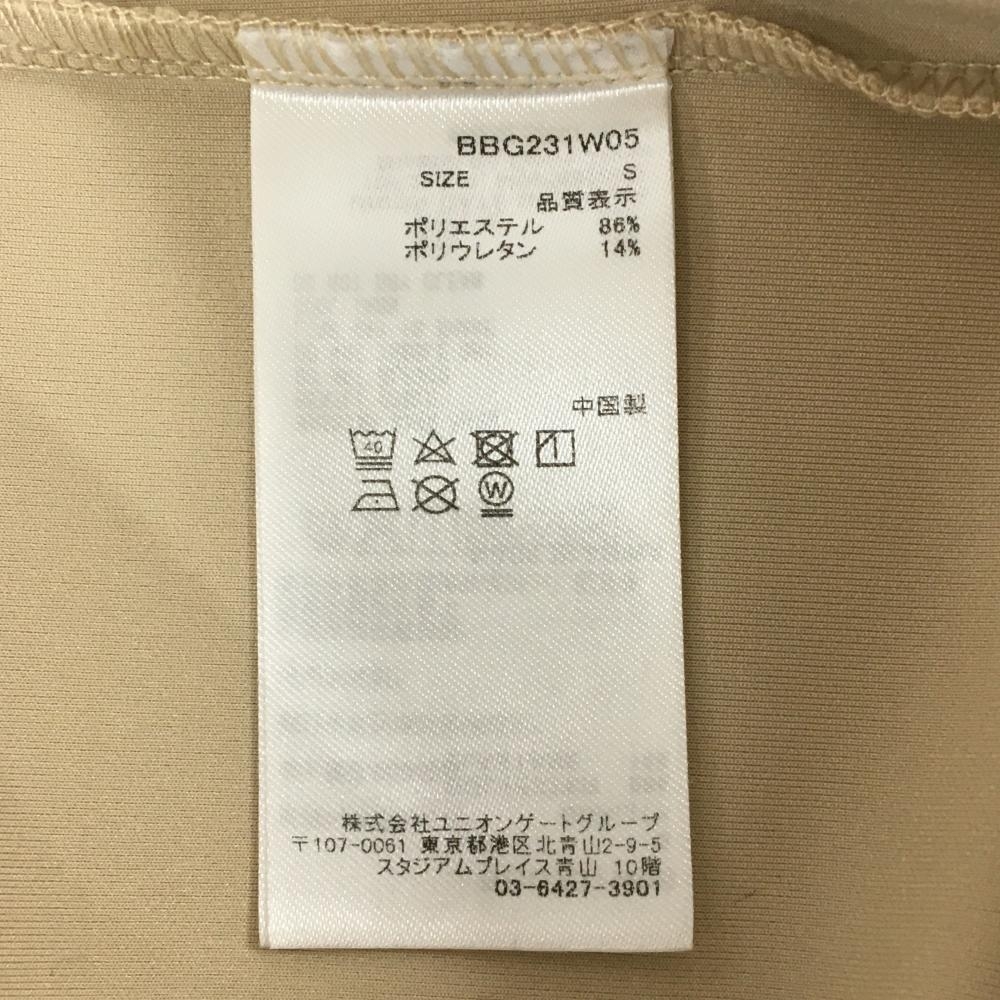 BBG231W05
SIZE S
品質表示
ポリエステル 86%
ポリウレタン 14%
中国製
40
W
株式会社ユニオンゲートグループ
〒107-0061 東京都港区北青山2-9-5
スタジアムプレイス青山 10階
03-6427-3901